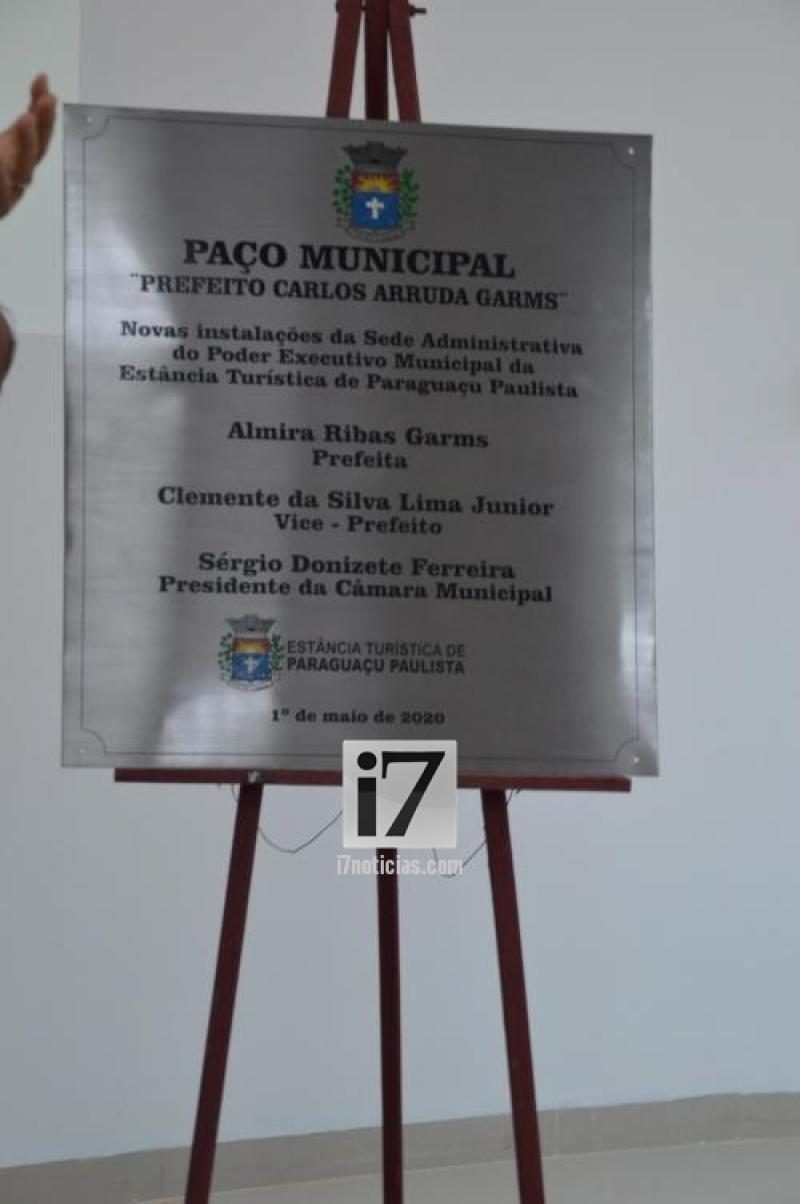 PAÇO MUNICIPAL
"PREFEITO CARLOS ARRUDA GARMS"
Novas instalações da Sede Administrativa
do Poder Executivo Municipal da
Estância Turística de Paraguaçu Paulista
Almira Ribas Garms
Prefeita
Clemente da Silva Lima Junior
Vice - Prefeito
Sérgio Donizete Ferreira
Presidente da Câmara Municipal
ESTÂNCIA TURÍSTICA DE
PARAGUAÇU PAULISTA
1º de maio de 2020
i7
i7noticias.com